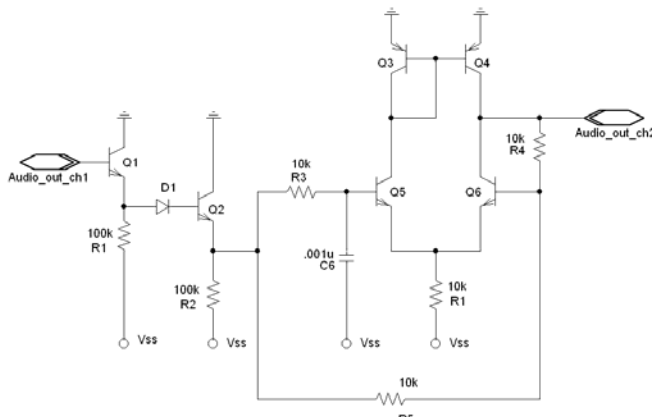 Q3
Q4
Audio_out_ch1
Q1
D1
Q2
100k
R1
100k
R2
Vss
Vss
10k
R3
.001u
C6
Vss
Q5
Q6
10k
R1
Vss
10k
R4
Audio_out_ch2
10k